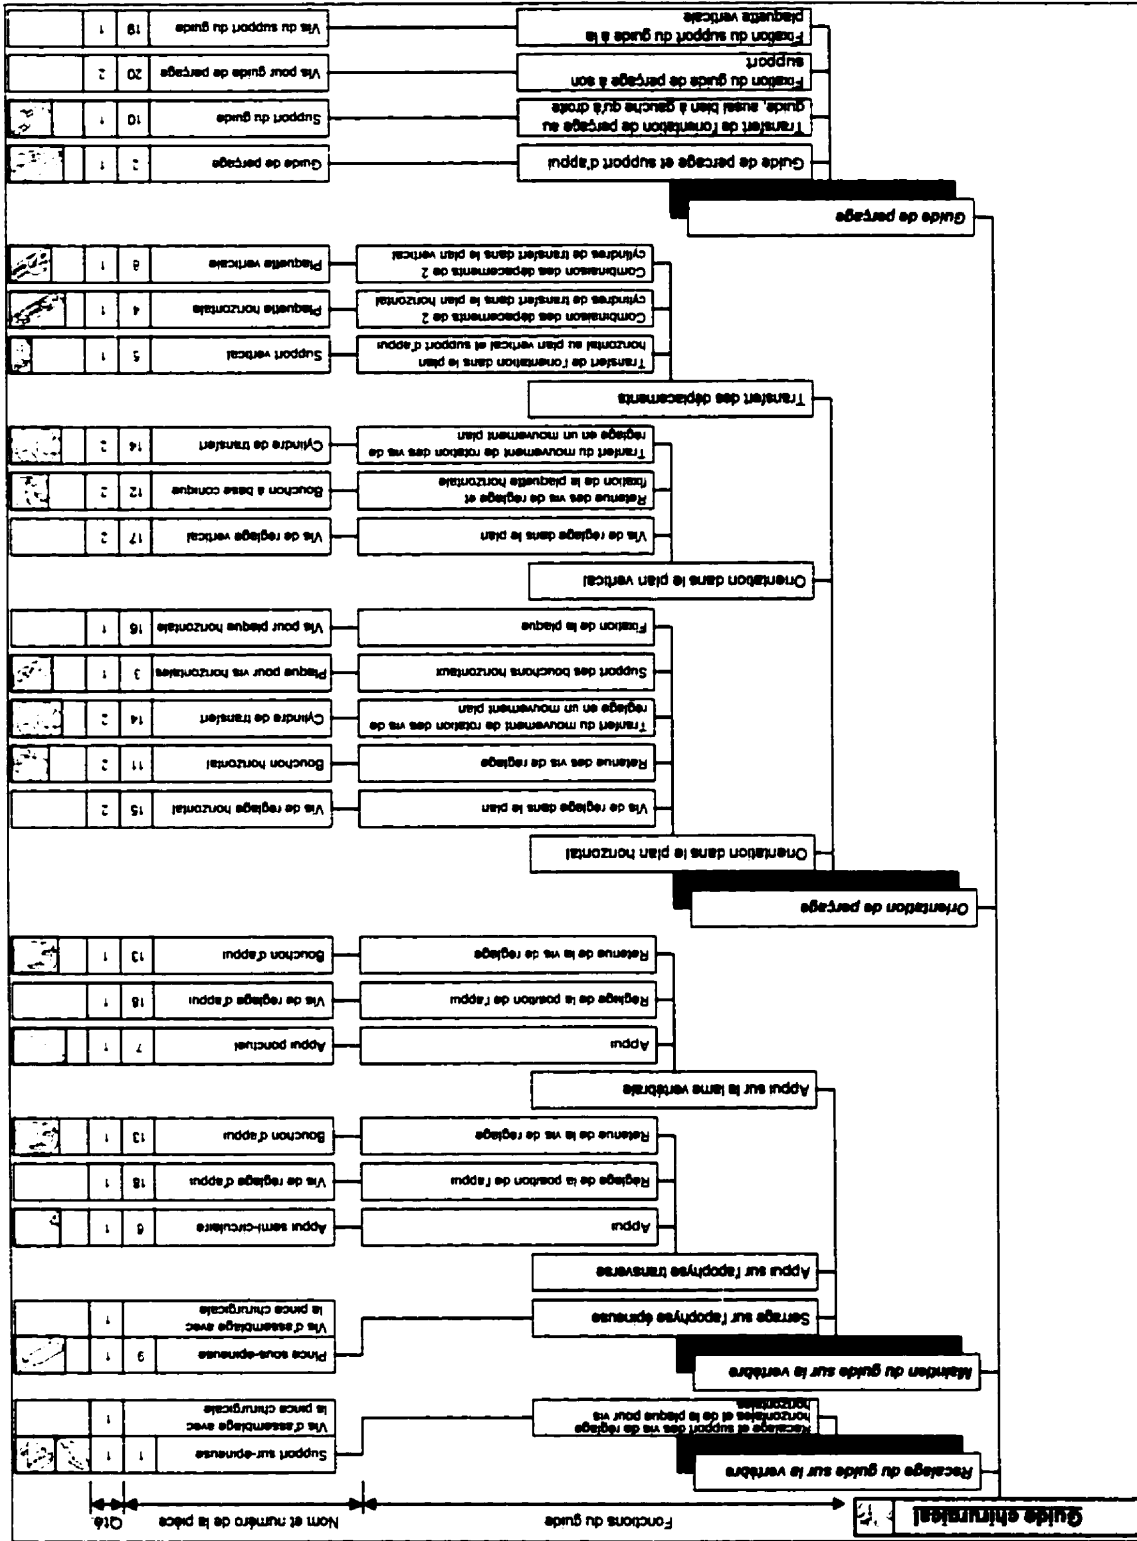 Guide chirurgical
Fonctions du guide
Nom et numéro de la pièce
Qté.
Recalage du guide sur la vertèbre
Recalage et support des vis de réglage
horizontales et de la plaque pour vis
horizontales
Support sur-épineuse 1 1
Vis d'assemblage avec 1
la pince chirurgicale
Maintien du guide sur la vertèbre
Serrage sur l'apophyse épineuse
Pince sous-épineuse 9 1
Vis d'assemblage avec 1
la pince chirurgicale
Appui sur l'apophyse transverse
Appui
Appui semi-circulaire 6 1
Réglage de la position de l'appui
Vis de réglage d'appui 18 1
Retenue de la vis de réglage
Bouchon d'appui 13 1
Appui sur la lame vertébrale
Appui
Appui ponctuel 7 1
Réglage de la position de l'appui
Vis de réglage d'appui 18 1
Retenue de la vis de réglage
Bouchon d'appui 13 1
Orientation de perçage
Orientation dans le plan horizontal
Vis de réglage dans le plan
Vis de réglage horizontal 15 2
Retenue des vis de réglage
Bouchon horizontal 11 2
Tranfert du mouvement de rotation des vis de
réglage en un mouvement plan
Cylindre de transfert 14 2
Support des bouchons horizontaux
Plaque pour vis horizontales 3 1
Fixation de la plaque
Vis pour plaque horizontale 16 1
Orientation dans le plan vertical
Vis de réglage dans le plan
Vis de réglage vertical 17 2
Retenue des vis de réglage et
fixation de la plaquette horizontale
Bouchon à base conique 12 2
Tranfert du mouvement de rotation des vis de
réglage en un mouvement plan
Cylindre de transfert 14 2
Transfert des déplacements
Transfert de l'orientation dans le plan
horizontal au plan vertical et support d'appui
Support vertical 5 1
Combinaison des dépacements de 2
cylindres de transfert dans le plan horizontal
Plaquette horizontale 4 1
Combinaison des dépacements de 2
cylindres de transfert dans le plan vertical
Plaquette verticale 8 1
Guide de perçage
Guide de perçage et support d'appui
Guide de perçage 2 1
Transfert de l'orientation de perçage au
guide, aussi bien à gauche qu'à droite
Support du guide 10 1
Fixation du guide de perçage à son
support
Vis pour guide de perçage 20 2
Fixation du support du guide à la
plaquette verticale
Vis du support du guide 19 1